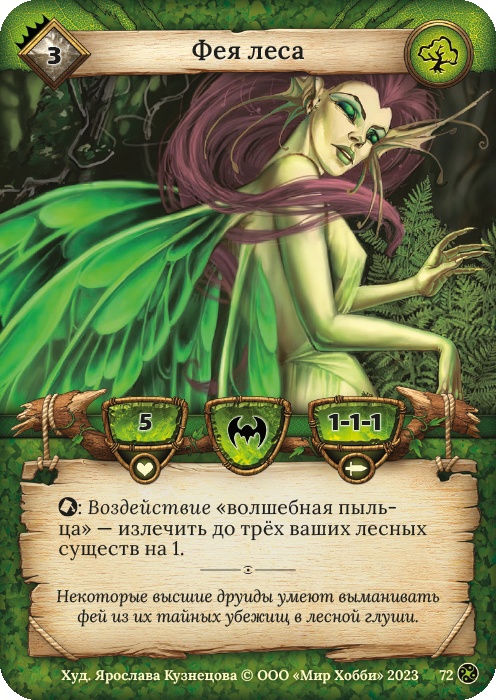 3
Фея леса
5
1-1-1
: Воздействие «волшебная пыль-
ца» — излечить до трёх ваших лесных
существ на 1.
Некоторые высшие друиды умеют выманивать
фей из их тайных убежищ в лесной глуши.
Худ. Ярослава Кузнецова © ООО «Мир Хобби» 2023 72